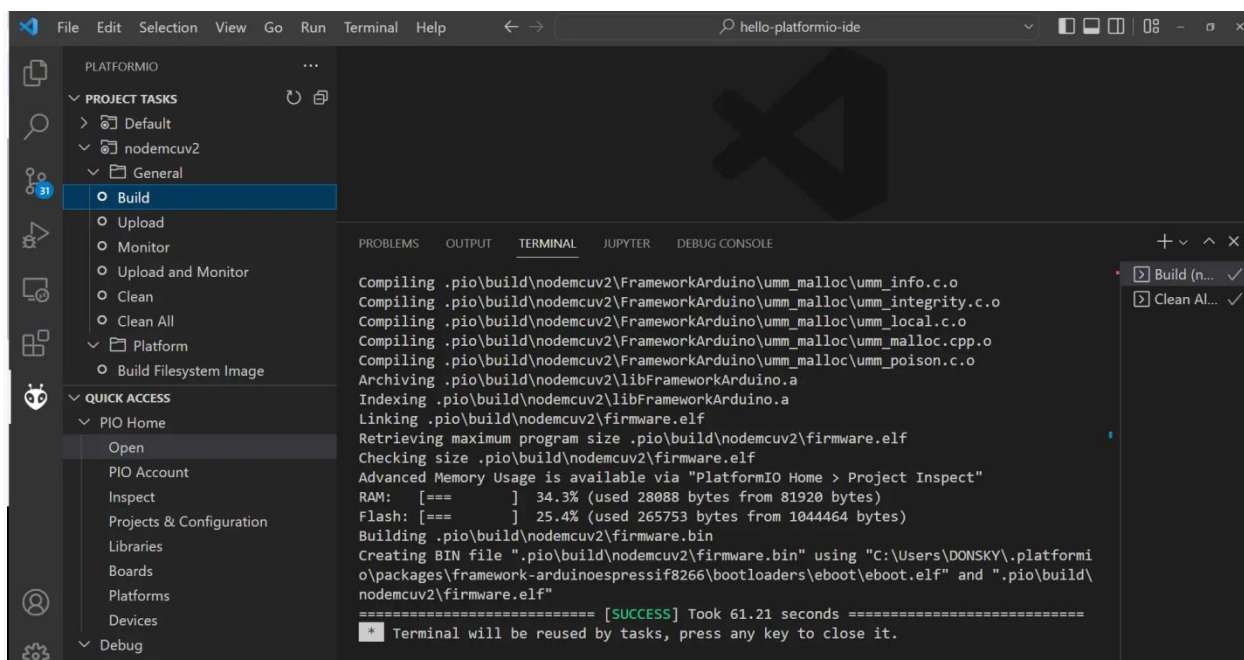 File Edit Selection View Go Run Terminal Help
hello-platformio-ide
PLATFORMIO
PROJECT TASKS
Default
nodemcuv2
General
Build
Upload
Monitor
Upload and Monitor
Clean
Clean All
Platform
Build Filesystem Image
QUICK ACCESS
PIO Home
Open
PIO Account
Inspect
Projects & Configuration
Libraries
Boards
Platforms
Devices
Debug
31
PROBLEMS OUTPUT TERMINAL JUPYTER DEBUG CONSOLE
Compiling .pio\build\nodemcuv2\FrameworkArduino\umm_malloc\umm_info.c.o
Compiling .pio\build\nodemcuv2\FrameworkArduino\umm_malloc\umm_integrity.c.o
Compiling .pio\build\nodemcuv2\FrameworkArduino\umm_malloc\umm_local.c.o
Compiling .pio\build\nodemcuv2\FrameworkArduino\umm_malloc\umm_malloc.cpp.o
Compiling .pio\build\nodemcuv2\FrameworkArduino\umm_malloc\umm_poison.c.o
Archiving .pio\build\nodemcuv2\libFrameworkArduino.a
Indexing .pio\build\nodemcuv2\libFrameworkArduino.a
Linking .pio\build\nodemcuv2\firmware.elf
Retrieving maximum program size .pio\build\nodemcuv2\firmware.elf
Checking size .pio\build\nodemcuv2\firmware.elf
Advanced Memory Usage is available via "PlatformIO Home > Project Inspect"
RAM:   [===       ]  34.3% (used 28088 bytes from 81920 bytes)
Flash: [===       ]  25.4% (used 265753 bytes from 1044464 bytes)
Building .pio\build\nodemcuv2\firmware.bin
Creating BIN file ".pio\build\nodemcuv2\firmware.bin" using "C:\Users\DONSKY\.platformi
o\packages\framework-arduinoespressif8266\bootloaders\eboot\eboot.elf" and ".pio\build\
nodemcuv2\firmware.elf"
============================ [SUCCESS] Took 61.21 seconds ============================
* Terminal will be reused by tasks, press any key to close it.
Build (n...
Clean Al...